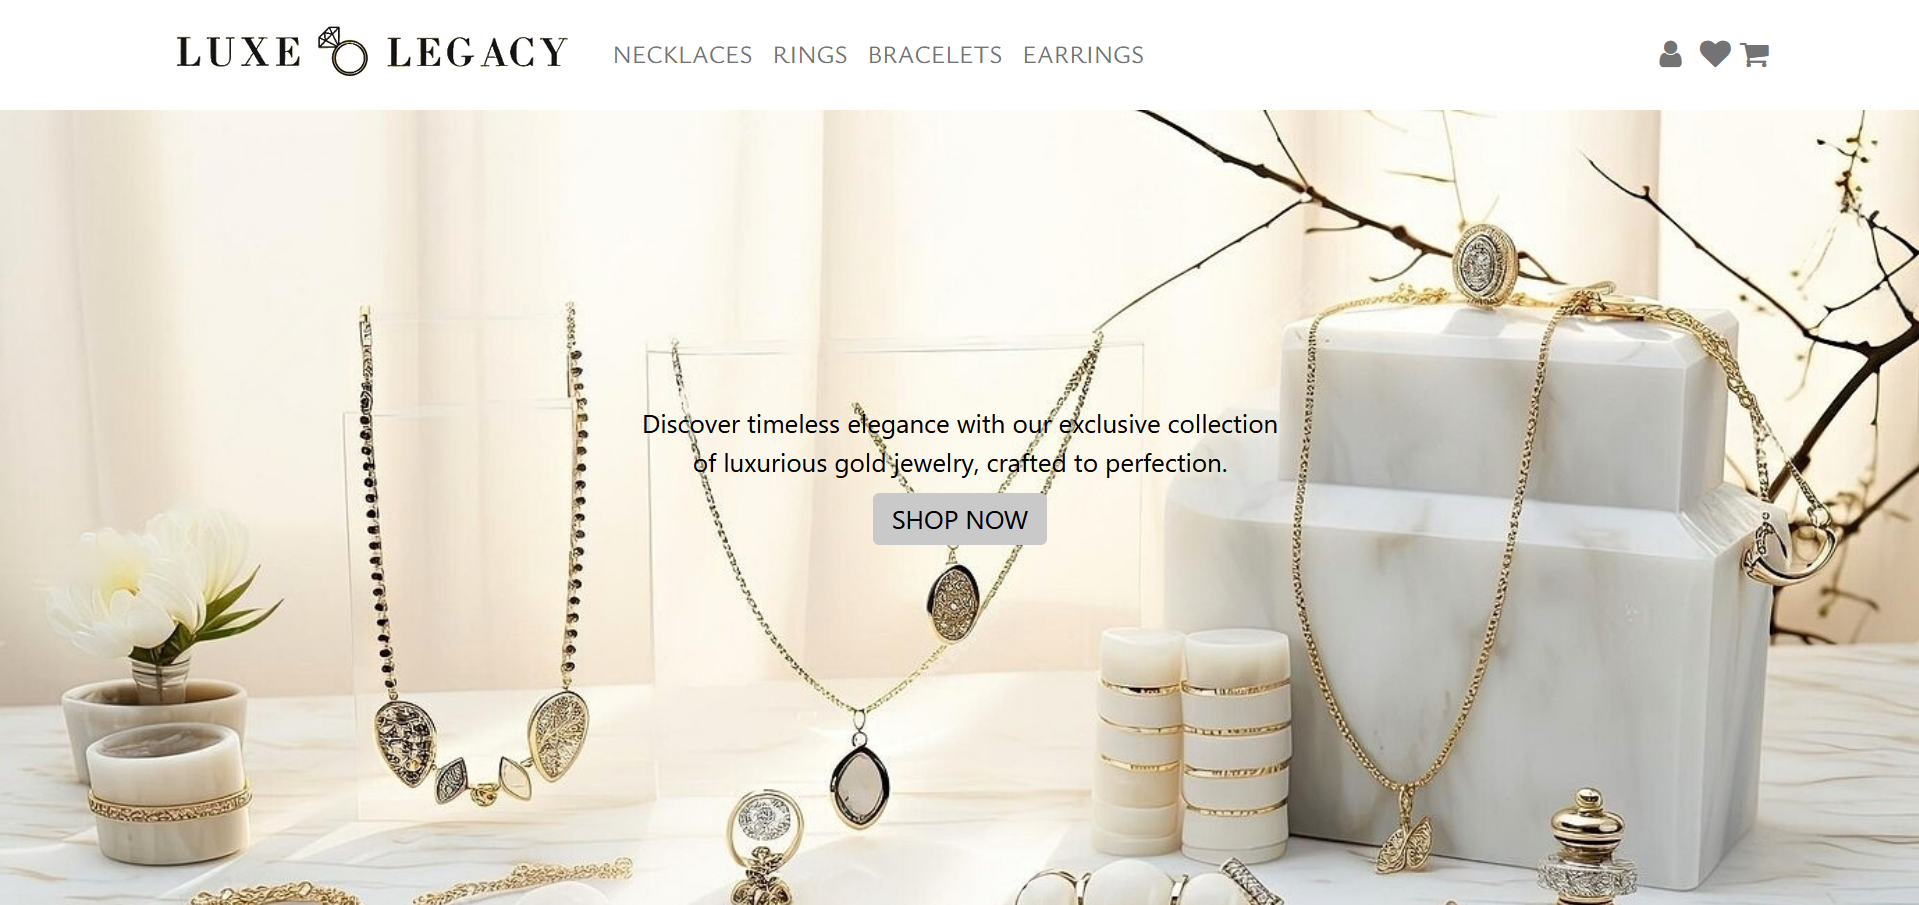 LUXE LEGACY
NECKLACES RINGS BRACELETS EARRINGS
Discover timeless elegance with our exclusive collection
of luxurious gold jewelry, crafted to perfection.
SHOP NOW